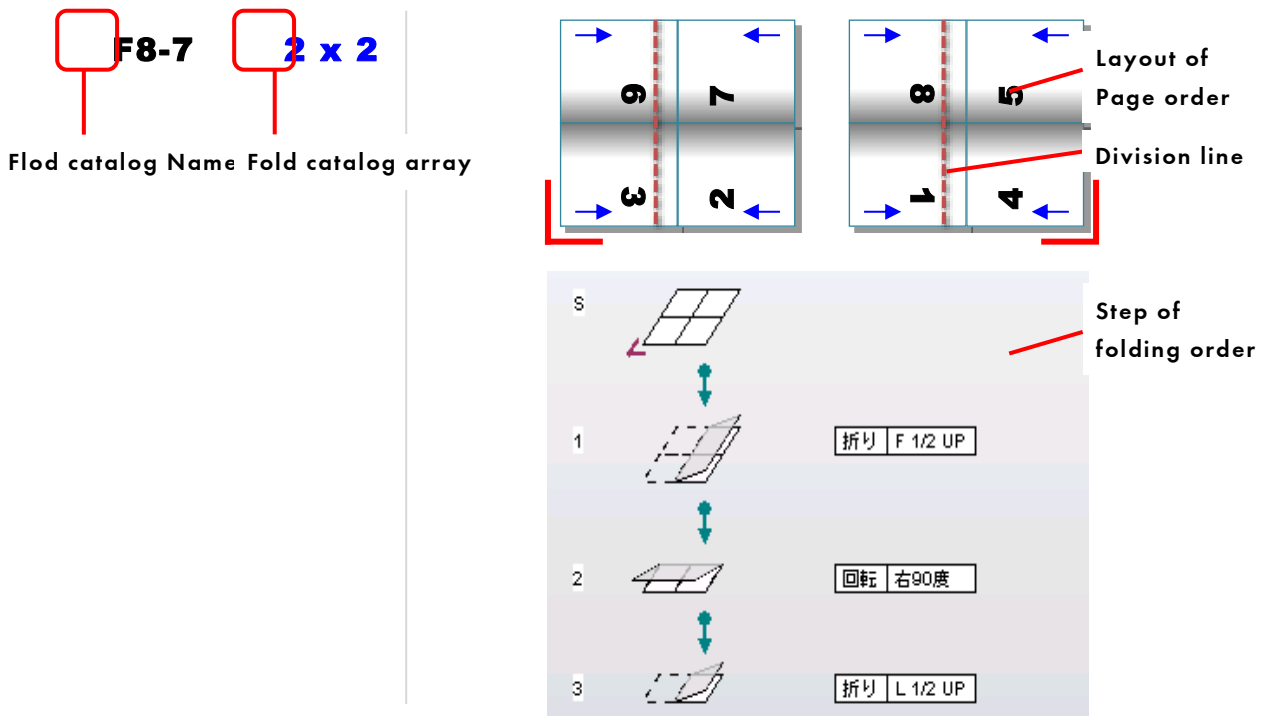 F8-7
2 x 2
Flod catalog Name
Fold catalog array
6
7
3
2
8
5
1
4
Layout of
Page order
Division line
Step of
folding order
S
1
折り F 1/2 UP
2
回転 右90度
3
折り L 1/2 UP